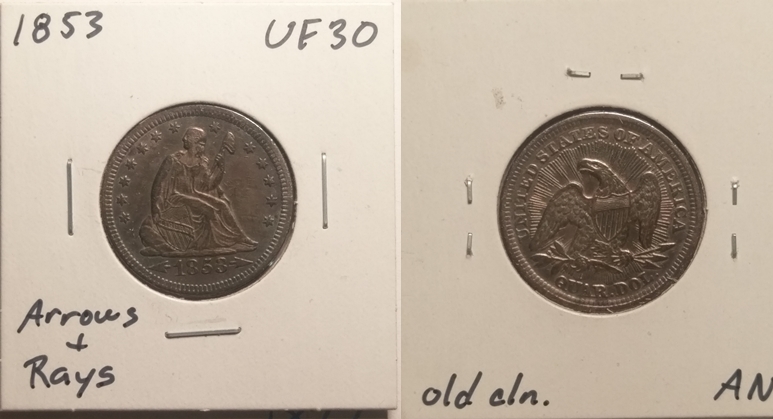 1853 VF30
1853
Arrows
+
Rays
UNITED STATES OF AMERICA
QUAR. DOL.
old cln. AN